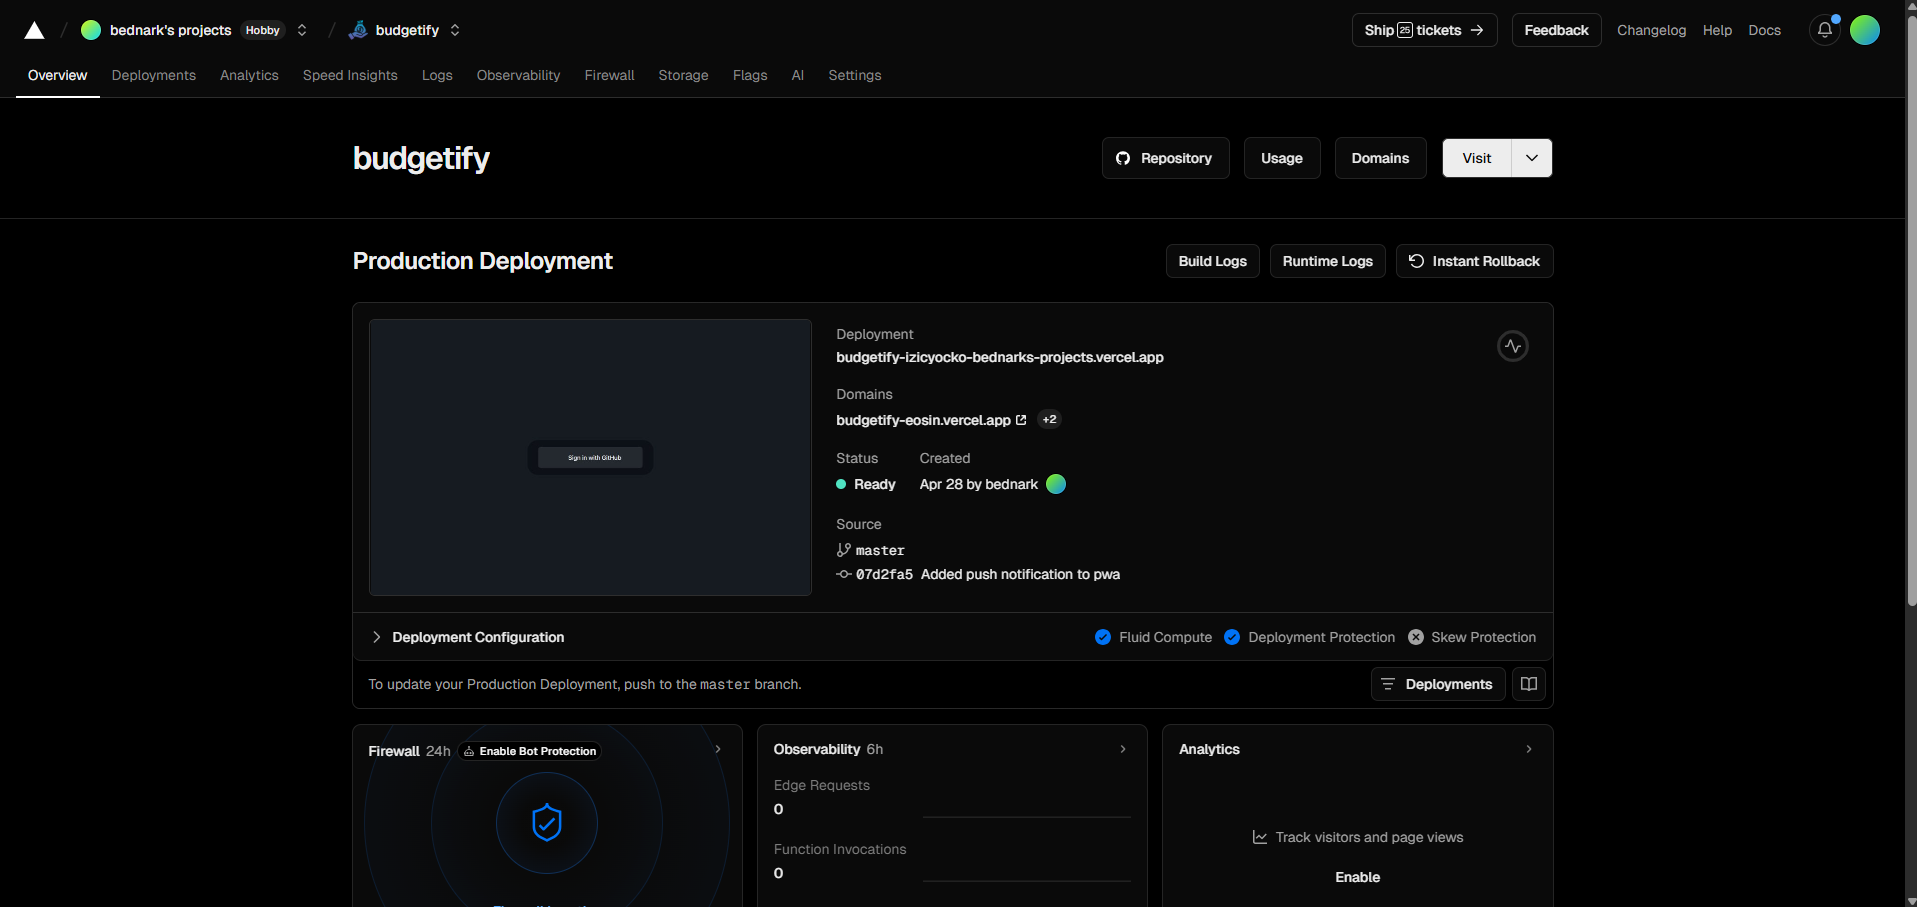 bednark's projects Hobby budgetify Ship 25 tickets Feedback Changelog Help Docs
Overview Deployments Analytics Speed Insights Logs Observability Firewall Storage Flags AI Settings
budgetify
Repository Usage Domains Visit
Production Deployment
Build Logs Runtime Logs Instant Rollback
Sign in with GitHub
Deployment
budgetify-izicyocko-bednarks-projects.vercel.app
Domains
budgetify-eosin.vercel.app +2
Status Created
Ready Apr 28 by bednark
Source
master
07d2fa5 Added push notification to pwa
Deployment Configuration
Fluid Compute Deployment Protection Skew Protection
To update your Production Deployment, push to the master branch.
Deployments
Firewall 24h Enable Bot Protection
Observability 6h
Edge Requests
0
Function Invocations
0
Analytics
Track visitors and page views
Enable